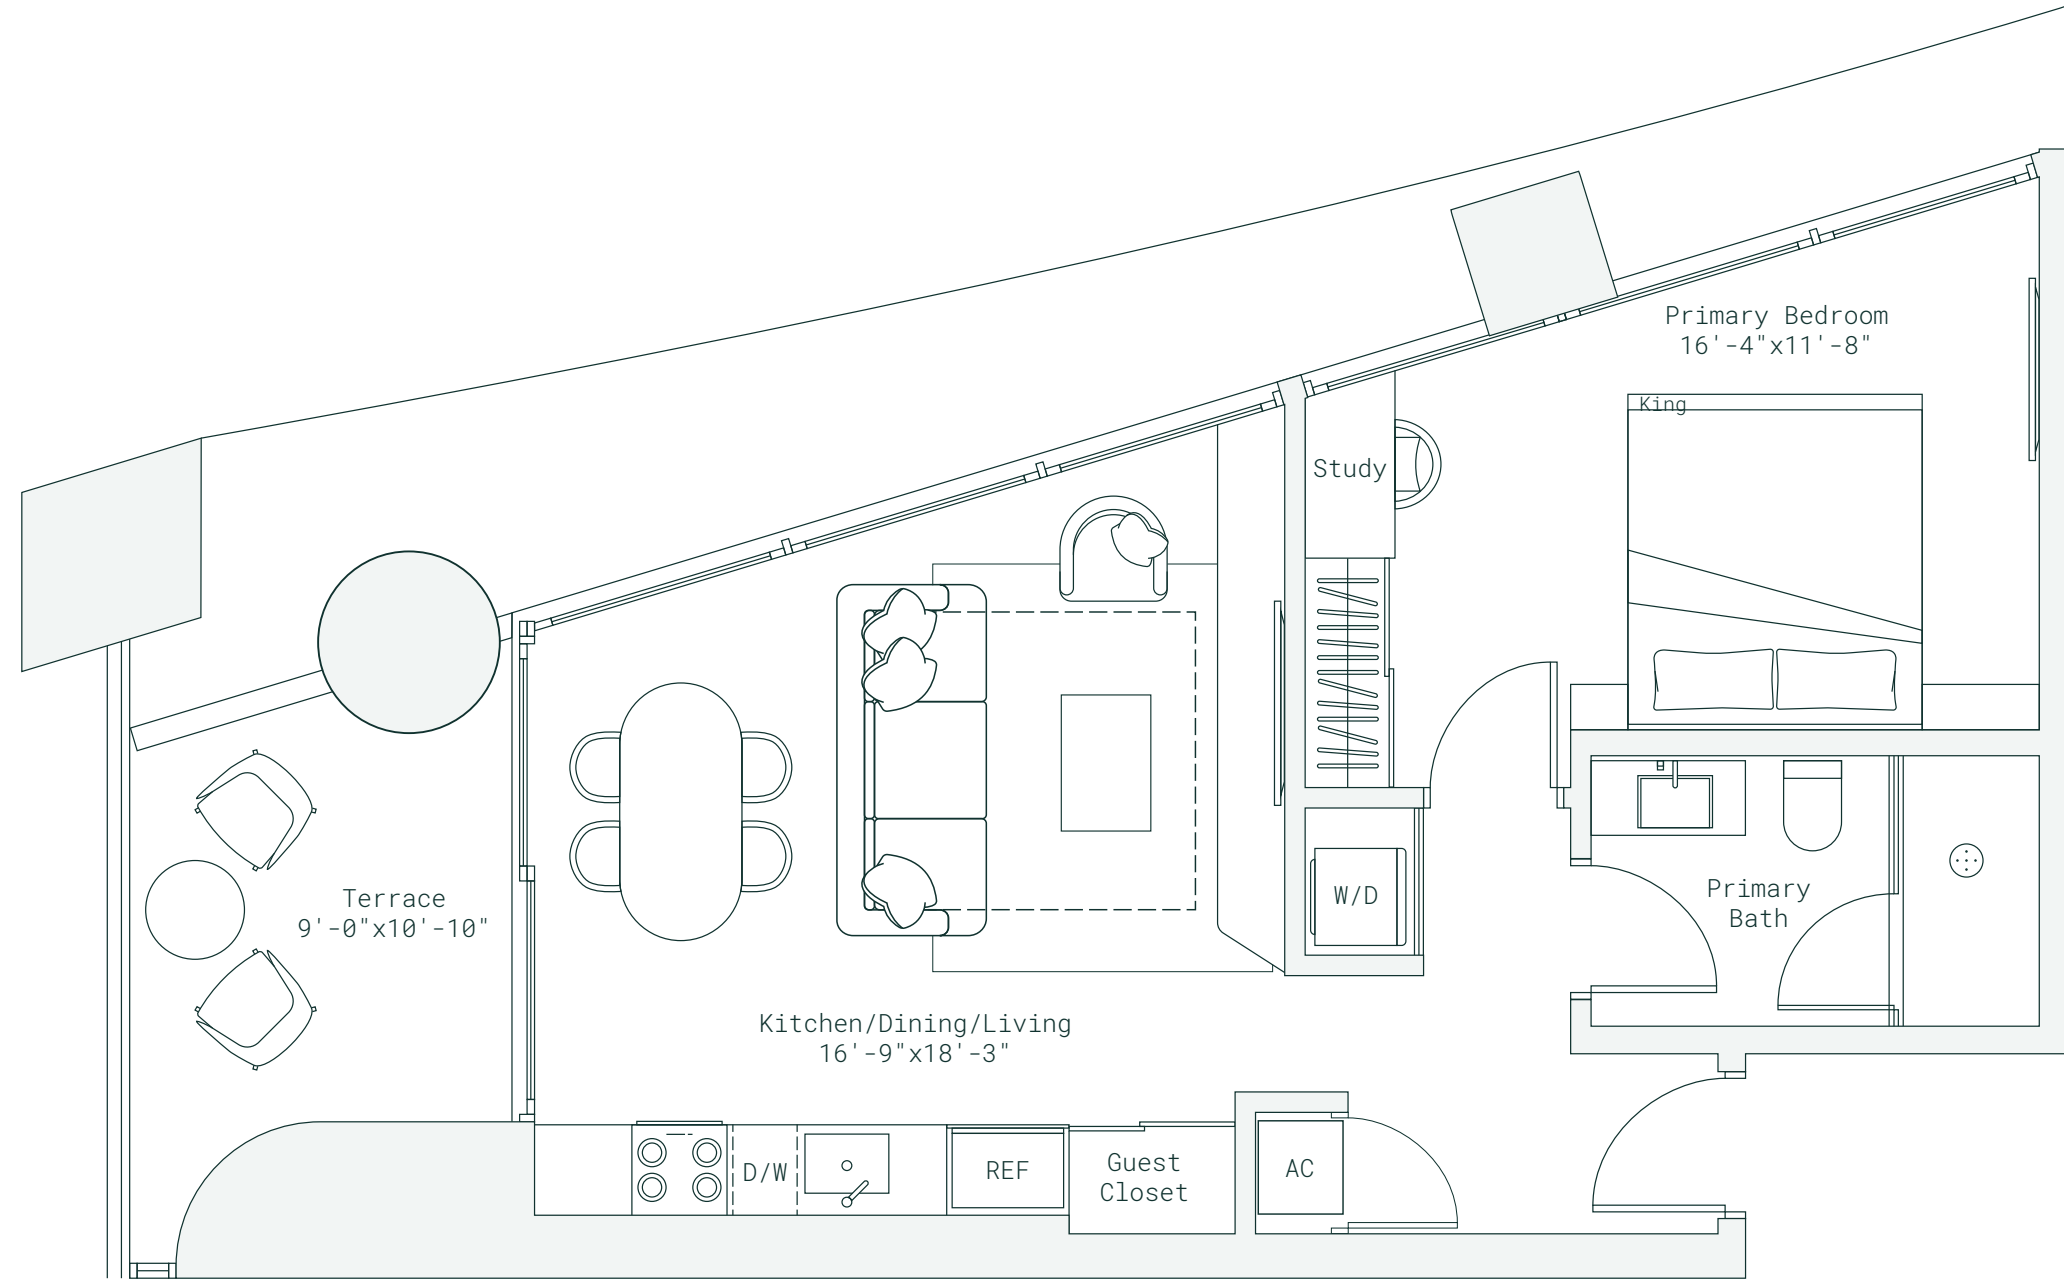 Primary Bedroom
16'-4"x11'-8"
King
Study
W/D
Primary
Bath
Terrace
9'-0"x10'-10"
Kitchen/Dining/Living
16'-9"x18'-3"
D/W
REF
Guest
Closet
AC